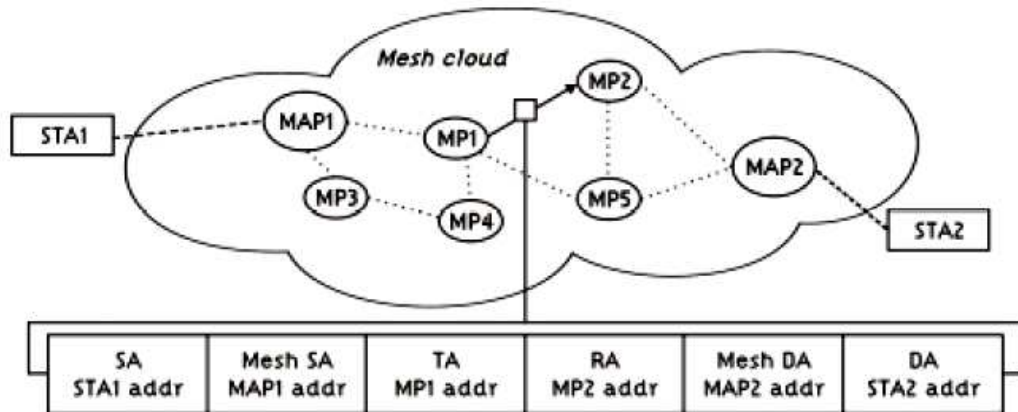 Mesh cloud
MP2
MAP1
STA1
MP1
MAP2
MP3
MP5
MP4
STA2
SA
STA1 addr
Mesh SA
MAP1 addr
TA
MP1 addr
RA
MP2 addr
Mesh DA
MAP2 addr
DA
STA2 addr